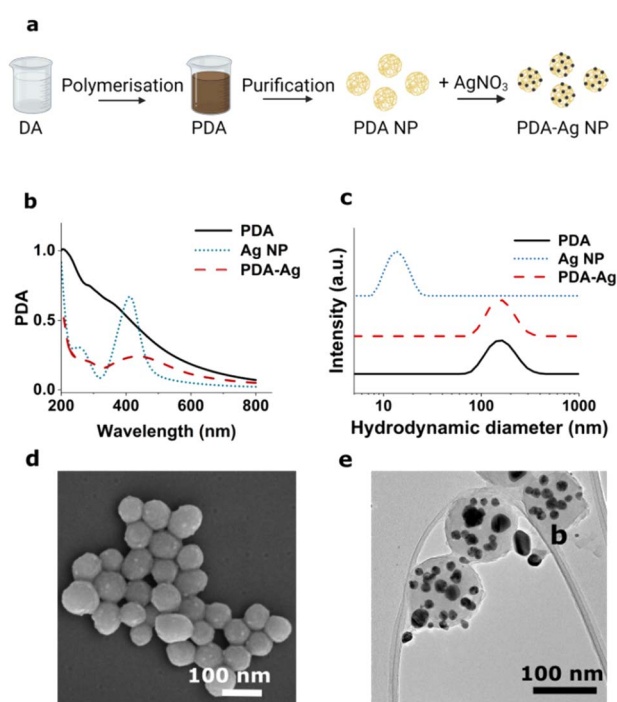 a
Polymerisation
Purification
+ AgNO₃
DA
PDA
PDA NP
PDA-Ag NP
b
PDA
Ag NP
PDA-Ag
1.0
0.5
0.0
PDA
200
400
600
800
Wavelength (nm)
c
PDA
Ag NP
PDA-Ag
Intensity (a.u.)
10
100
1000
Hydrodynamic diameter (nm)
d
100 nm
e
b
100 nm